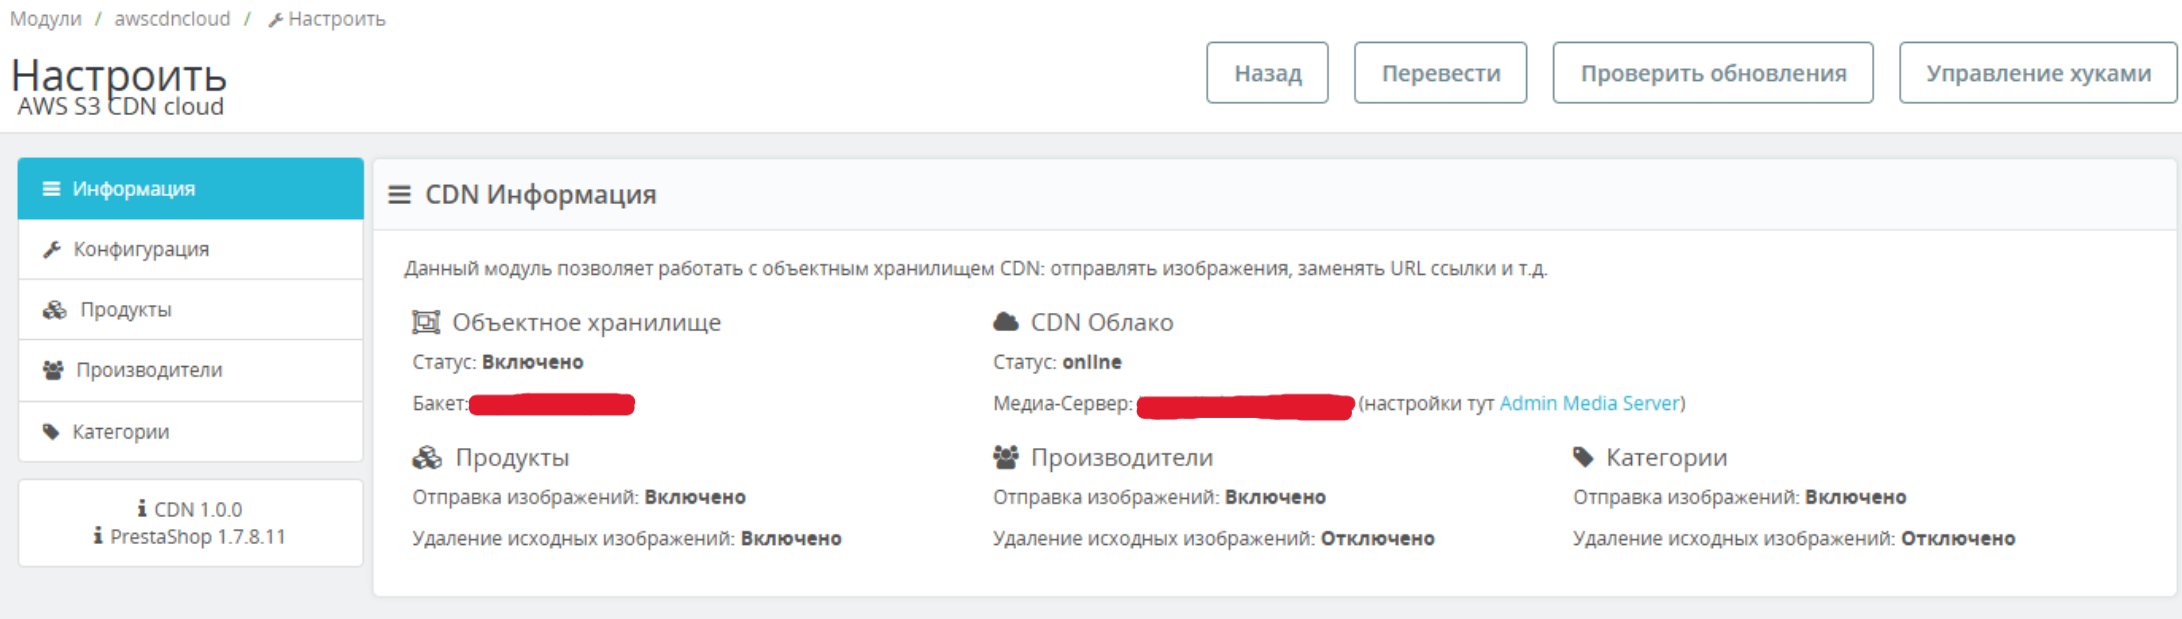 Модули / awscdncloud / Настроить
Настроить
AWS S3 CDN cloud
Назад
Перевести
Проверить обновления
Управление хуками
Информация
Конфигурация
Продукты
Производители
Категории
CDN 1.0.0
PrestaShop 1.7.8.11
CDN Информация
Данный модуль позволяет работать с объектным хранилищем CDN: отправлять изображения, заменять URL ссылки и т.д.
Объектное хранилище
Статус: Включено
Бакет:
CDN Облако
Статус: online
Медиа-Сервер: (настройки тут Admin Media Server)
Продукты
Отправка изображений: Включено
Удаление исходных изображений: Включено
Производители
Отправка изображений: Включено
Удаление исходных изображений: Отключено
Категории
Отправка изображений: Включено
Удаление исходных изображений: Отключено